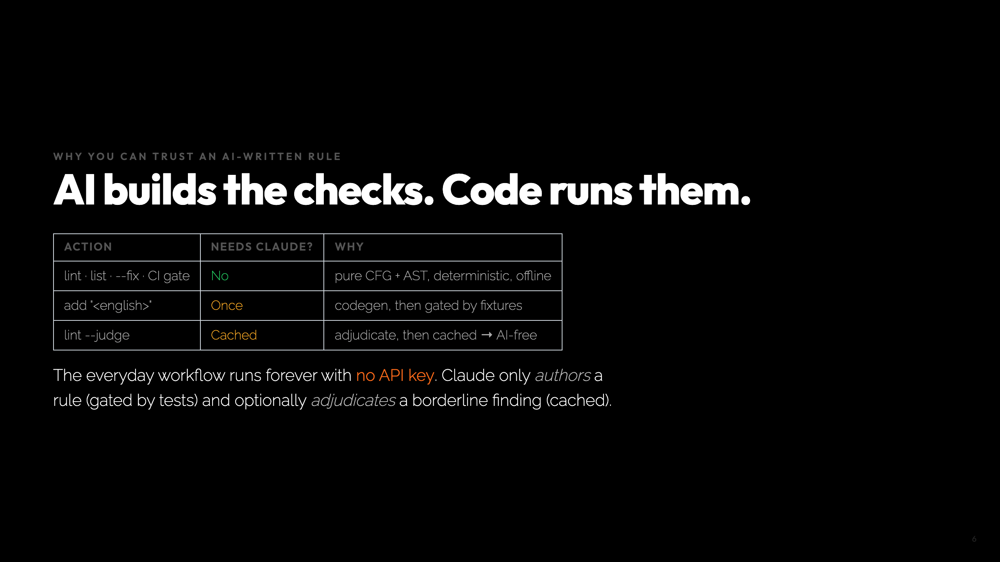 WHY YOU CAN TRUST AN AI-WRITTEN RULE
AI builds the checks. Code runs them.
ACTION NEEDS CLAUDE? WHY
lint · list · --fix · CI gate No pure CFG + AST, deterministic, offline
add "<english>" Once codegen, then gated by fixtures
lint --judge Cached adjudicate, then cached → AI-free
The everyday workflow runs forever with no API key. Claude only authors a
rule (gated by tests) and optionally adjudicates a borderline finding (cached).
6